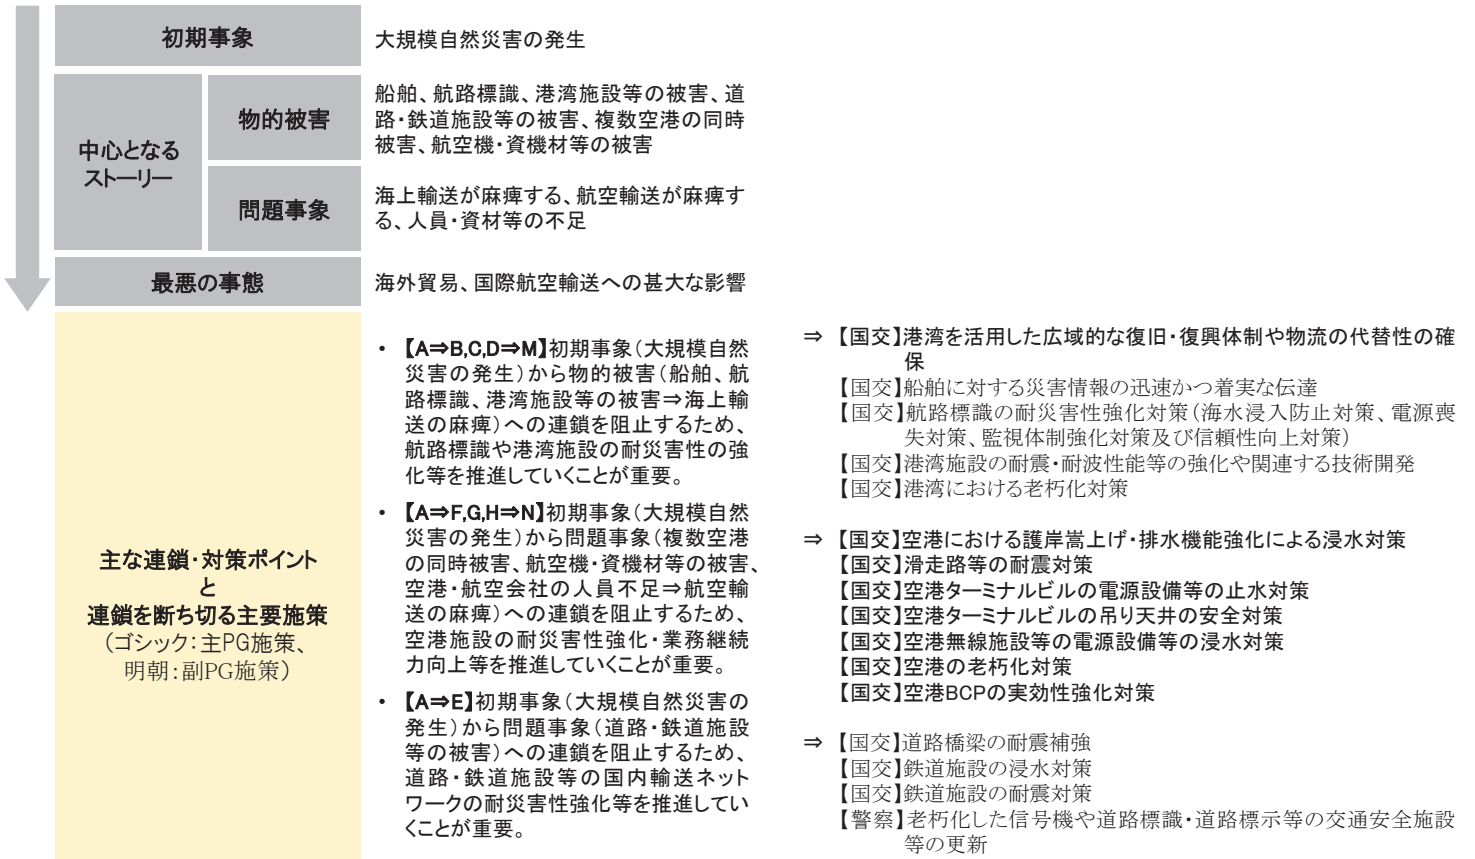 初期事象
大規模自然災害の発生
中心となる
ストーリー
物的被害
船舶、航路標識、港湾施設等の被害、道
路・鉄道施設等の被害、複数空港の同時
被害、航空機・資機材等の被害
問題事象
海上輸送が麻痺する、航空輸送が麻痺す
る、人員・資材等の不足
最悪の事態
海外貿易、国際航空輸送への甚大な影響
主な連鎖・対策ポイント
と
連鎖を断ち切る主要施策
（ゴシック：主PG施策、
明朝：副PG施策）
・ 【A⇒B,C,D⇒M】初期事象（大規模自然
災害の発生）から物的被害（船舶、航
路標識、港湾施設等の被害⇒海上輸
送の麻痺）への連鎖を阻止するため、
航路標識や港湾施設の耐災害性の強
化等を推進していくことが重要。
⇒ 【国交】港湾を活用した広域的な復旧・復興体制や物流の代替性の確
保
【国交】船舶に対する災害情報の迅速かつ着実な伝達
【国交】航路標識の耐災害性強化対策（海水浸入防止対策、電源喪
失対策、監視体制強化対策及び信頼性向上対策）
【国交】港湾施設の耐震・耐波性能等の強化や関連する技術開発
【国交】港湾における老朽化対策
・ 【A⇒F,G,H⇒N】初期事象（大規模自然
災害の発生）から問題事象（複数空港
の同時被害、航空機・資機材等の被害、
空港・航空会社の人員不足⇒航空輸
送の麻痺）への連鎖を阻止するため、
空港施設の耐災害性強化・業務継続
力向上等を推進していくことが重要。
⇒ 【国交】空港における護岸嵩上げ・排水機能強化による浸水対策
【国交】滑走路等の耐震対策
【国交】空港ターミナルビルの電源設備等の止水対策
【国交】空港ターミナルビルの吊り天井の安全対策
【国交】空港無線施設等の電源設備等の浸水対策
【国交】空港の老朽化対策
【国交】空港BCPの実効性強化対策
・ 【A⇒E】初期事象（大規模自然災害の
発生）から問題事象（道路・鉄道施設
等の被害）への連鎖を阻止するため、
道路・鉄道施設等の国内輸送ネット
ワークの耐災害性強化等を推進してい
くことが重要。
⇒ 【国交】道路橋梁の耐震補強
【国交】鉄道施設の浸水対策
【国交】鉄道施設の耐震対策
【警察】老朽化した信号機や道路標識・道路標示等の交通安全施設
等の更新